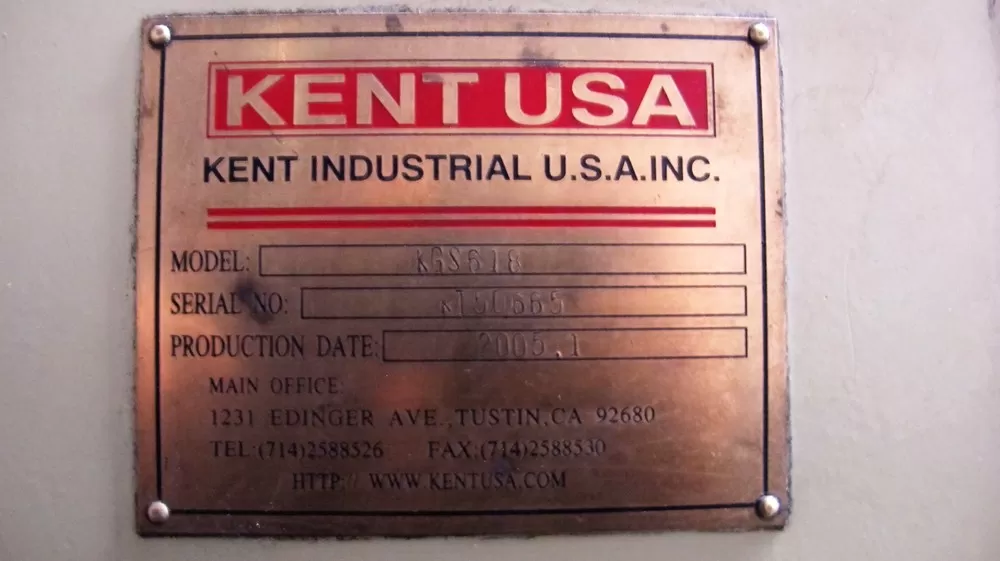 KENT USA
KENT INDUSTRIAL U.S.A.INC.
MODEL: KGS618
SERIAL NO: KT50665
PRODUCTION DATE: 2005.1
MAIN OFFICE:
1231 EDINGER AVE.,TUSTIN,CA 92680
TEL:(714)2588526 FAX:(714)2588530
HTTP:// WWW.KENTUSA.COM